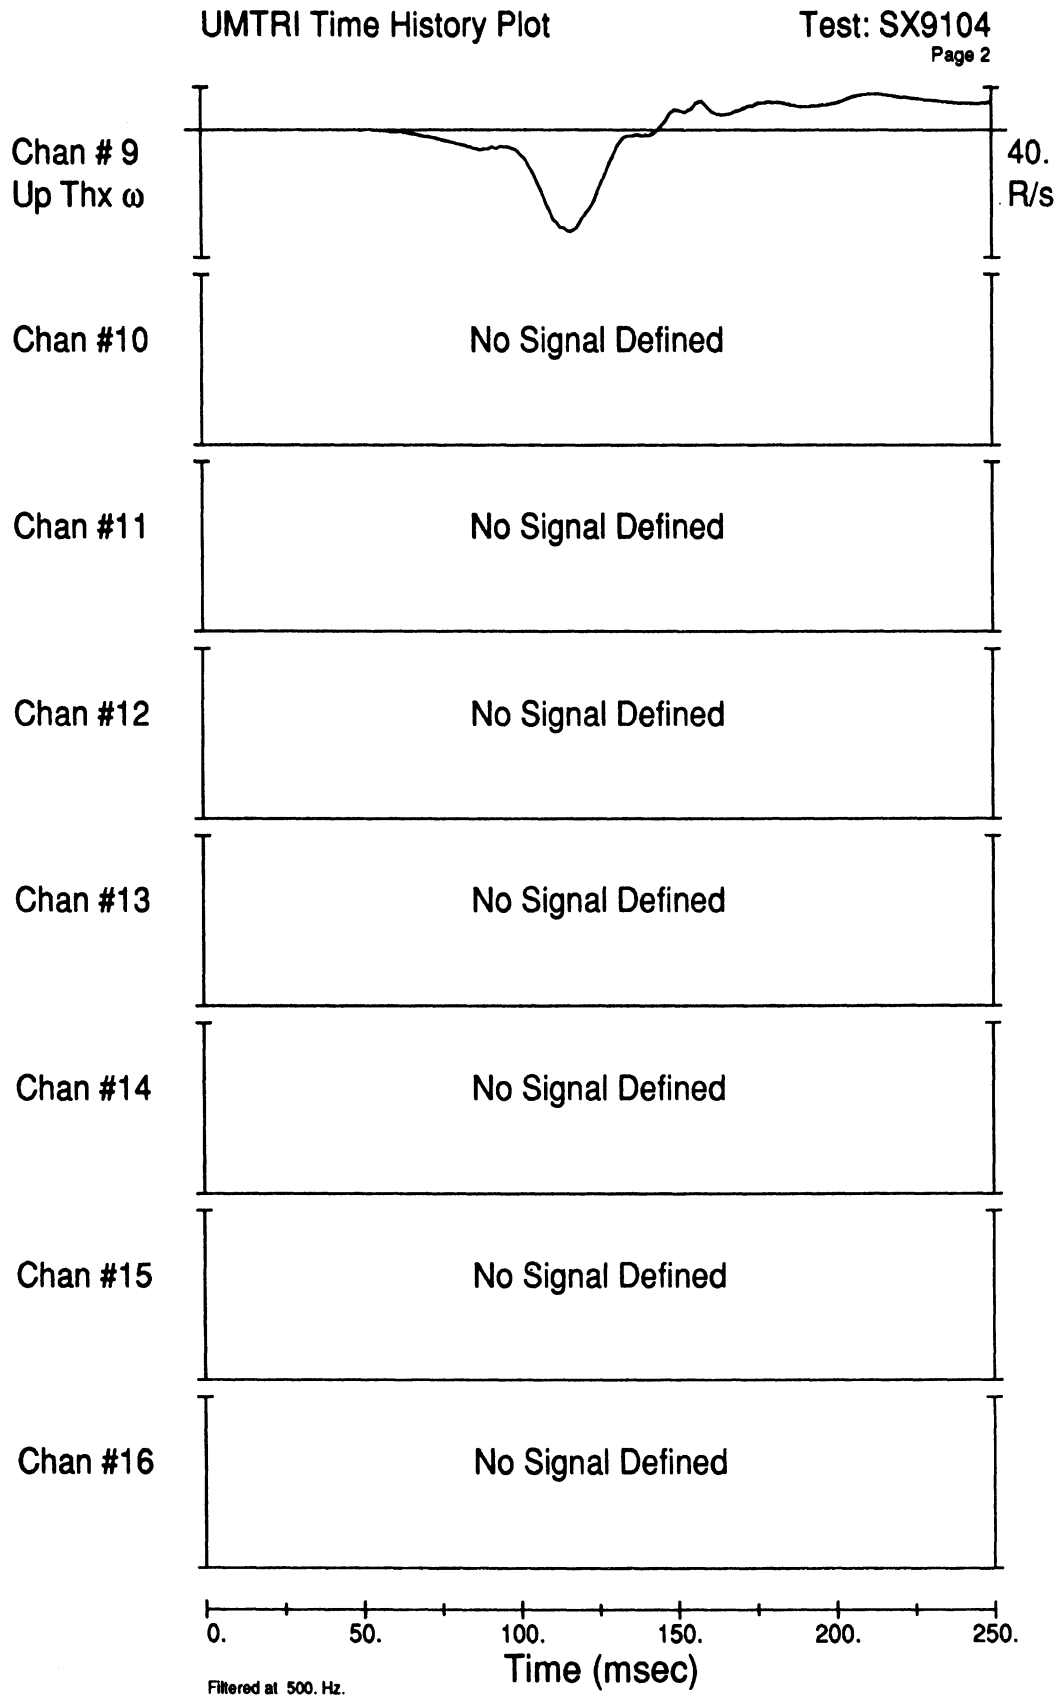 UMTRI Time History Plot
Test: SX9104
Page 2
Chan # 9
Up Thx ω
40.
R/s
Chan #10
No Signal Defined
Chan #11
No Signal Defined
Chan #12
No Signal Defined
Chan #13
No Signal Defined
Chan #14
No Signal Defined
Chan #15
No Signal Defined
Chan #16
No Signal Defined
0. 50. 100. 150. 200. 250.
Time (msec)
Filtered at 500. Hz.